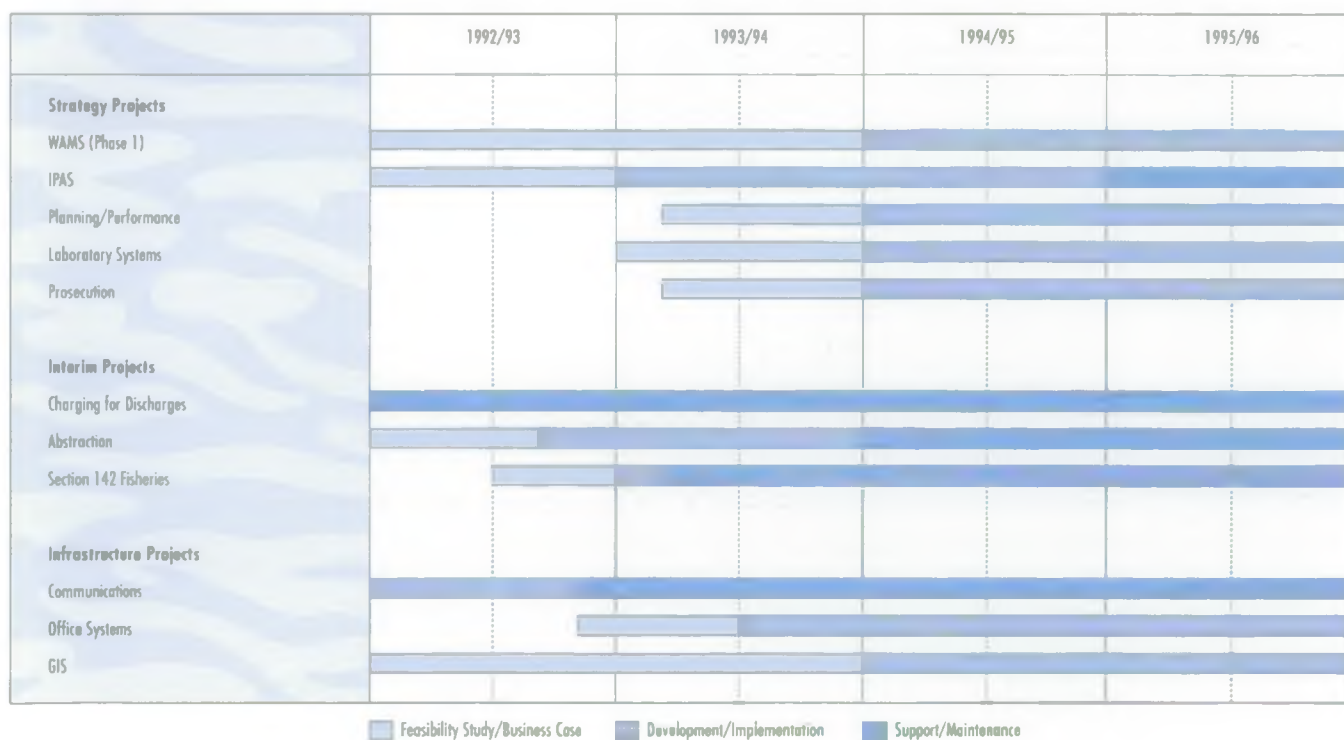 1992/93 1993/94 1994/95 1995/96
Strategy Projects
WAMS (Phase 1)
IPAS
Planning/Performance
Laboratory Systems
Prosecution
Interim Projects
Charging for Discharges
Abstraction
Section 142 Fisheries
Infrastructure Projects
Communications
Office Systems
GIS
Feasibility Study/Business Case Development/Implementation Support/Maintenance